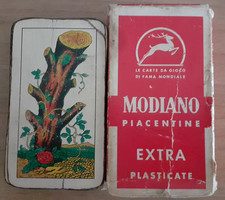 LE CARTE DA GIOCO
DI FAMA MONDIALE
MODIANO
PIACENTINE
EXTRA
PLASTICATE